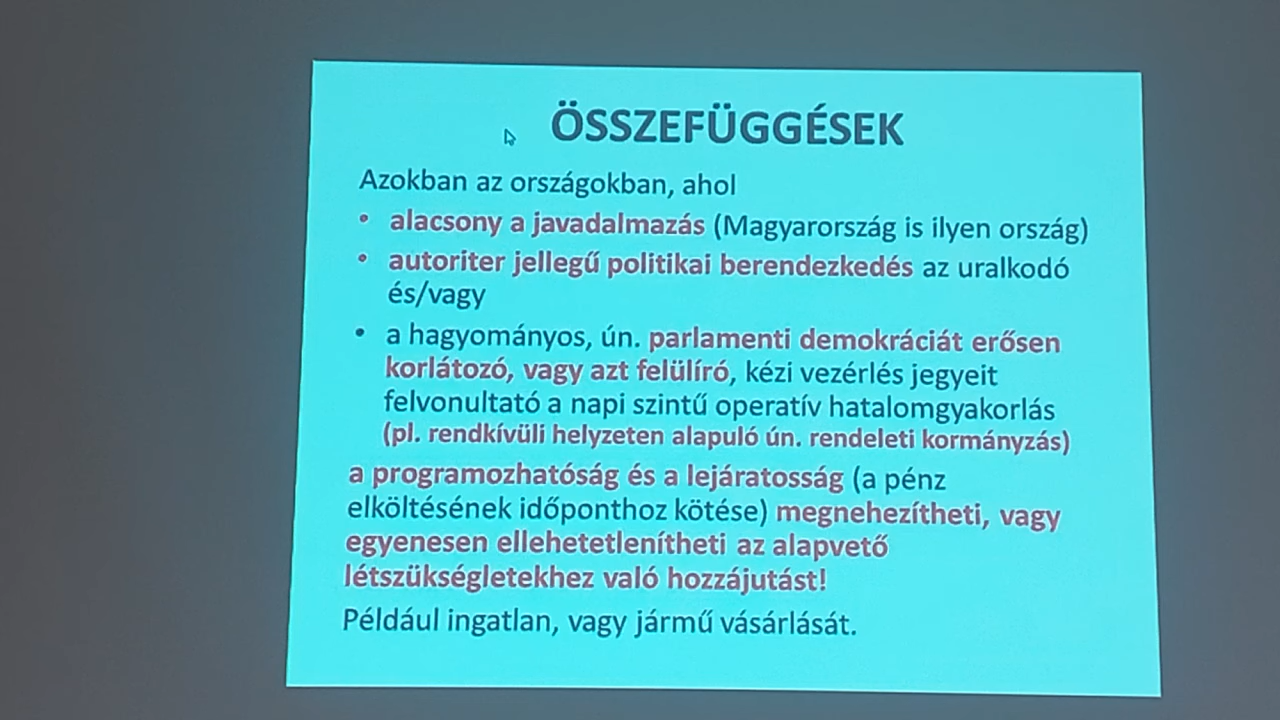 ÖSSZEFÜGGÉSEK
Azokban az országokban, ahol
• alacsony a javadalmazás (Magyarország is ilyen ország)
• autoriter jellegű politikai berendezkedés az uralkodó
és/vagy
• a hagyományos, ún. parlamenti demokráciát erősen
korlátozó, vagy azt felülíró, kézi vezérlés jegyeit
felvonultató a napi szintű operatív hatalomgyakorlás
(pl. rendkívüli helyzeten alapuló ún. rendeleti kormányzás)
a programozhatóság és a lejáratosság (a pénz
elköltésének időponthoz kötése) megnehezítheti, vagy
egyenesen ellehetetlenítheti az alapvető
létszükségletekhez való hozzájutást!
Például ingatlan, vagy jármű vásárlását.